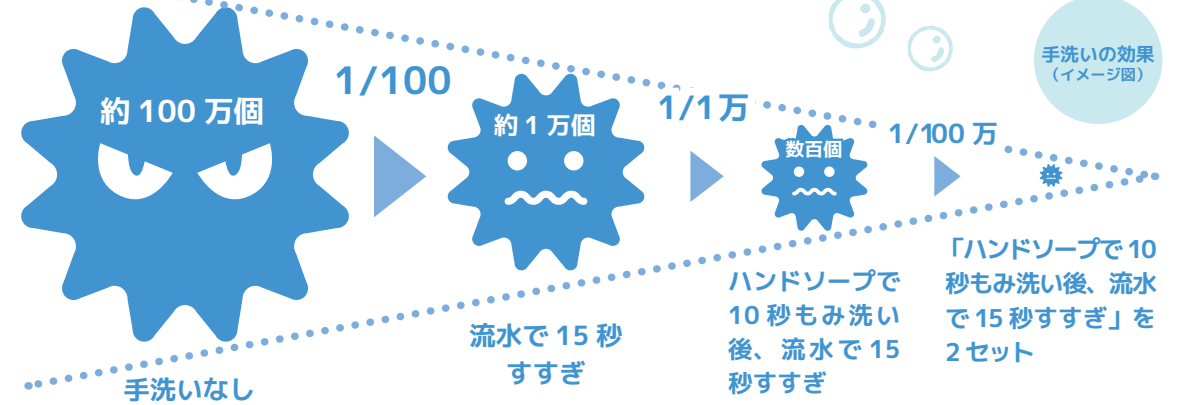 手洗いの効果
(イメージ図)
約 100 万個
1/100
約 1 万個
1/1万
数百個
1/100 万
手洗いなし
流水で 15 秒
すすぎ
ハンドソープで
10 秒もみ洗い
後、流水で 15
秒すすぎ
「ハンドソープで 10
秒もみ洗い後、流水
で 15 秒すすぎ」を
2 セット